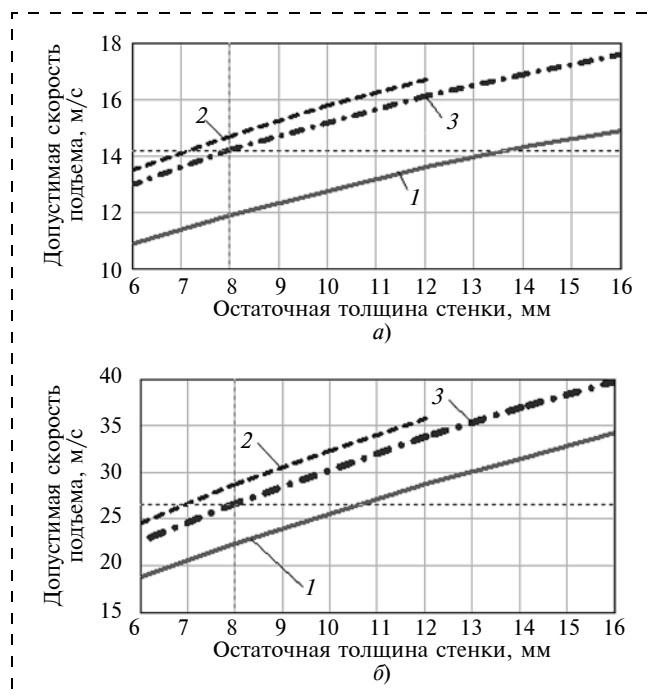 18
16
14
12
10
Допустимая скорость
подъема, м/с
2
3
1
6 7 8 9 10 11 12 13 14 15 16
Остаточная толщина стенки, мм
а)
40
35
30
25
20
15
Допустимая скорость
подъема, м/с
3
2
1
6 7 8 9 10 11 12 13 14 15 16
Остаточная толщина стенки, мм
б)